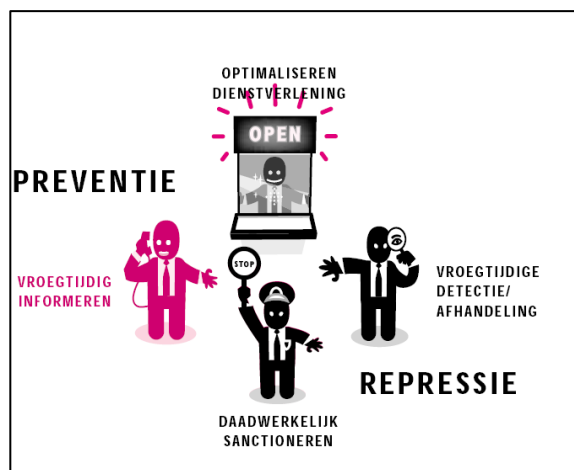 OPTIMALISEREN
DIENSTVERLENING
OPEN
PREVENTIE
VROEGTIJDIG
INFORMEREN
STOP
VROEGTIJDIGE
DETECTIE/
AFHANDELING
REPRESSIE
DAADWERKELIJK
SANCTIONEREN